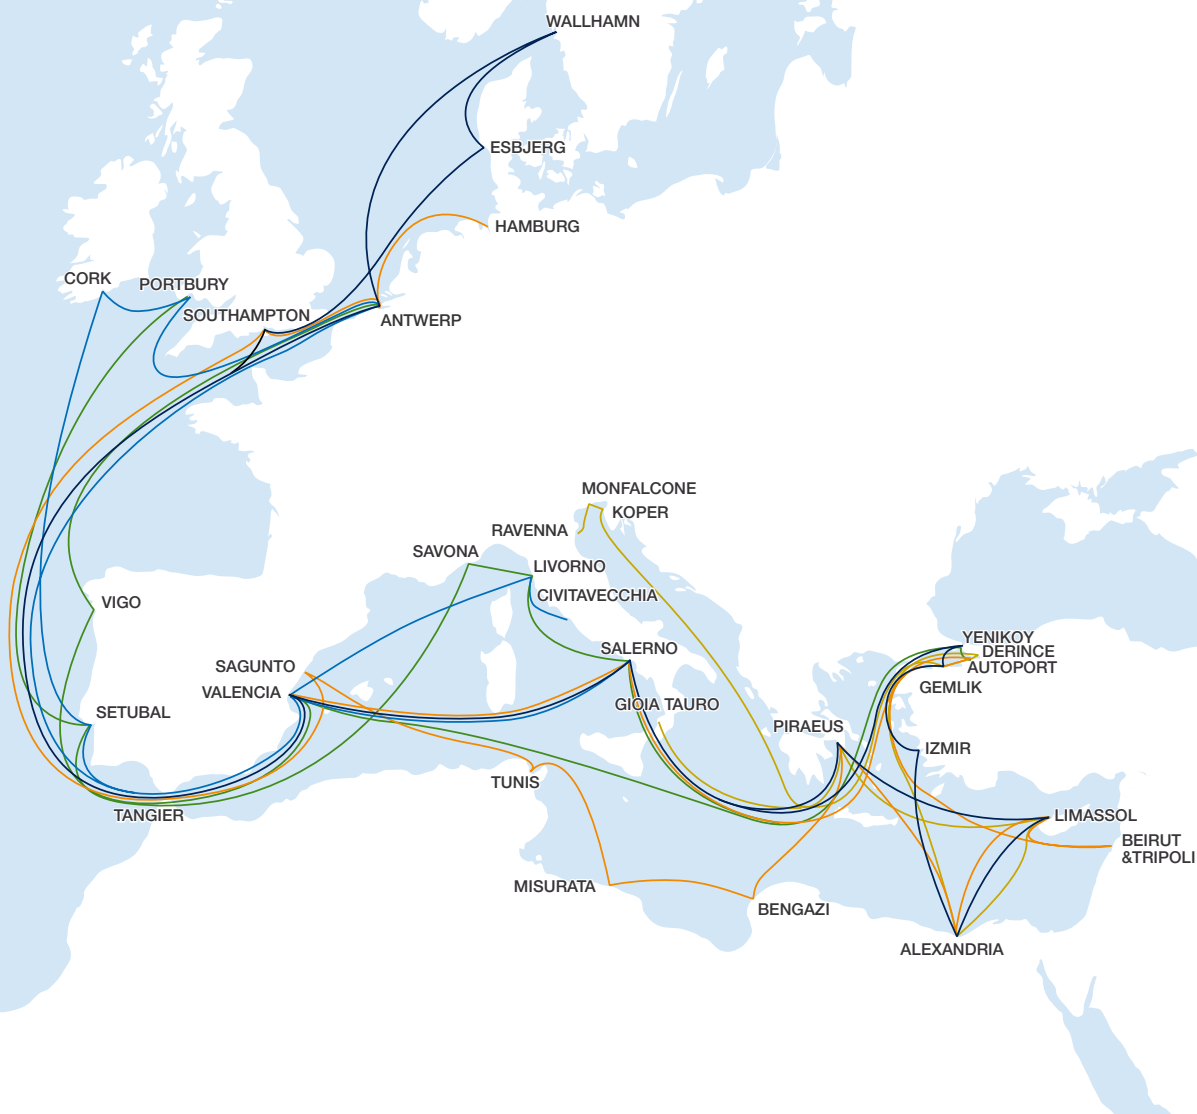 WALLHAMN
ESBJERG
HAMBURG
CORK
PORTBURY
SOUTHAMPTON
ANTWERP
MONFALCONE
KOPER
RAVENNA
SAVONA
LIVORNO
CIVITAVECCHIA
VIGO
YENIKOY
DERINCE
AUTOPORT
GEMLIK
SALERNO
SAGUNTO
VALENCIA
GIOIA TAURO
SETUBAL
PIRAEUS
IZMIR
TUNIS
TANGIER
LIMASSOL
BEIRUT
&TRIPOLI
MISURATA
BENGAZI
ALEXANDRIA